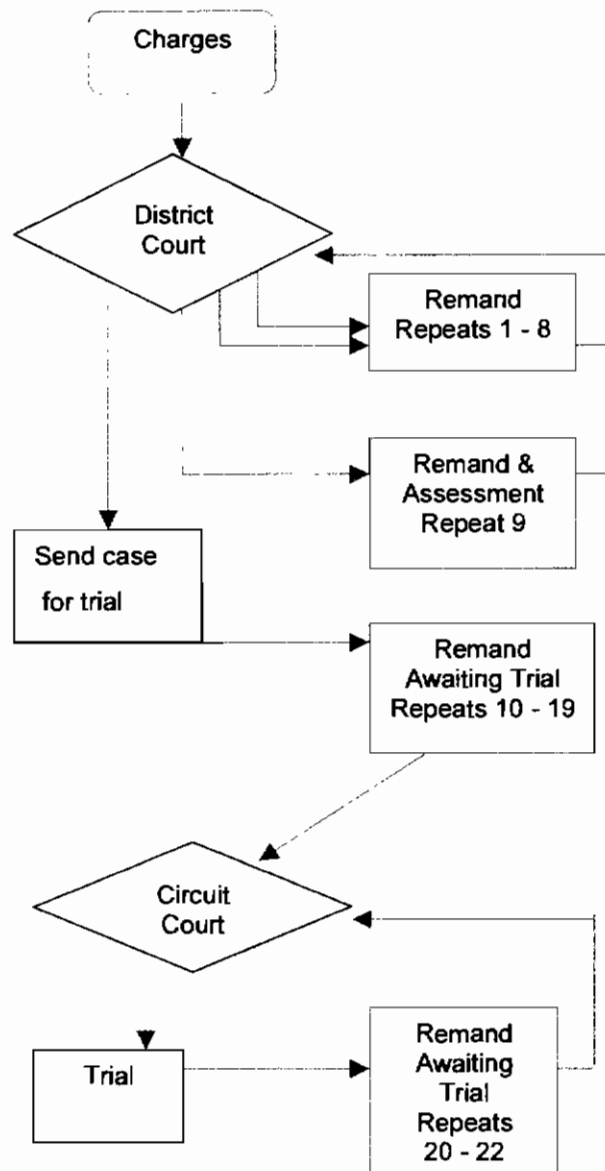 Charges
District
Court
Remand
Repeats 1 - 8
Remand &
Assessment
Repeat 9
Send case
for trial
Remand
Awaiting Trial
Repeats 10 - 19
Circuit
Court
Trial
Remand
Awaiting
Trial
Repeats
20 - 22